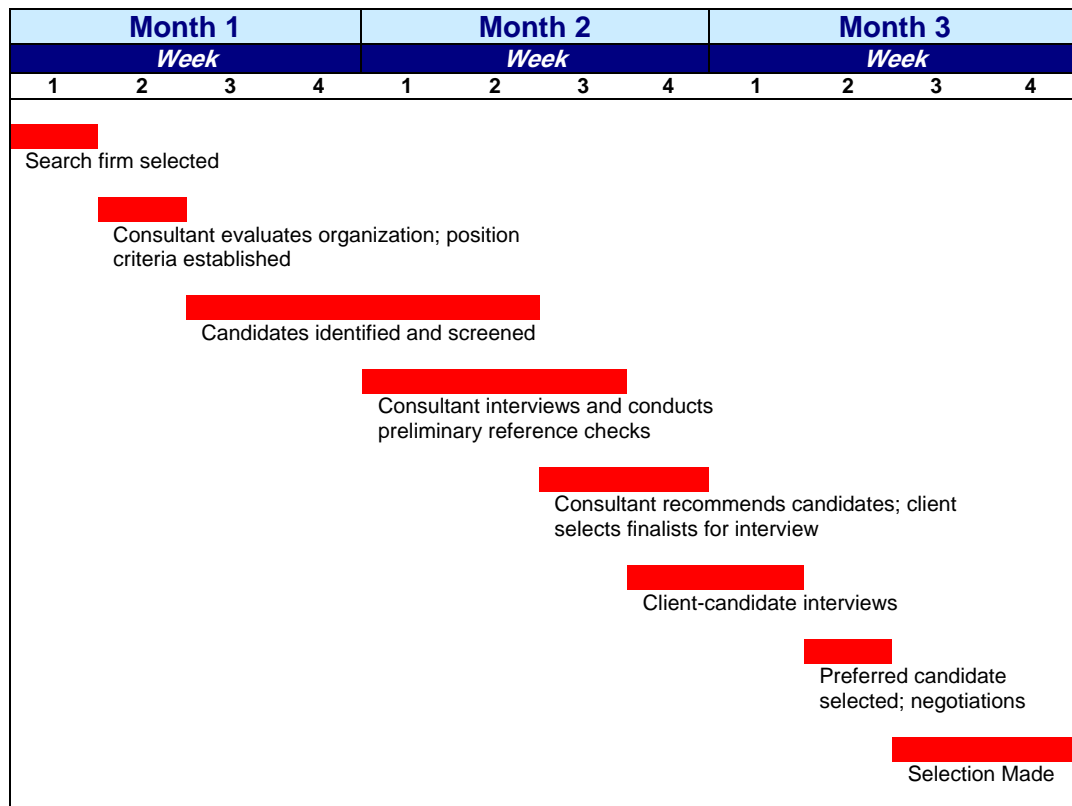 Month 1 Month 2 Month 3
Week Week Week
1 2 3 4 1 2 3 4 1 2 3 4
Search firm selected
Consultant evaluates organization; position
criteria established
Candidates identified and screened
Consultant interviews and conducts
preliminary reference checks
Consultant recommends candidates; client
selects finalists for interview
Client-candidate interviews
Preferred candidate
selected; negotiations
Selection Made